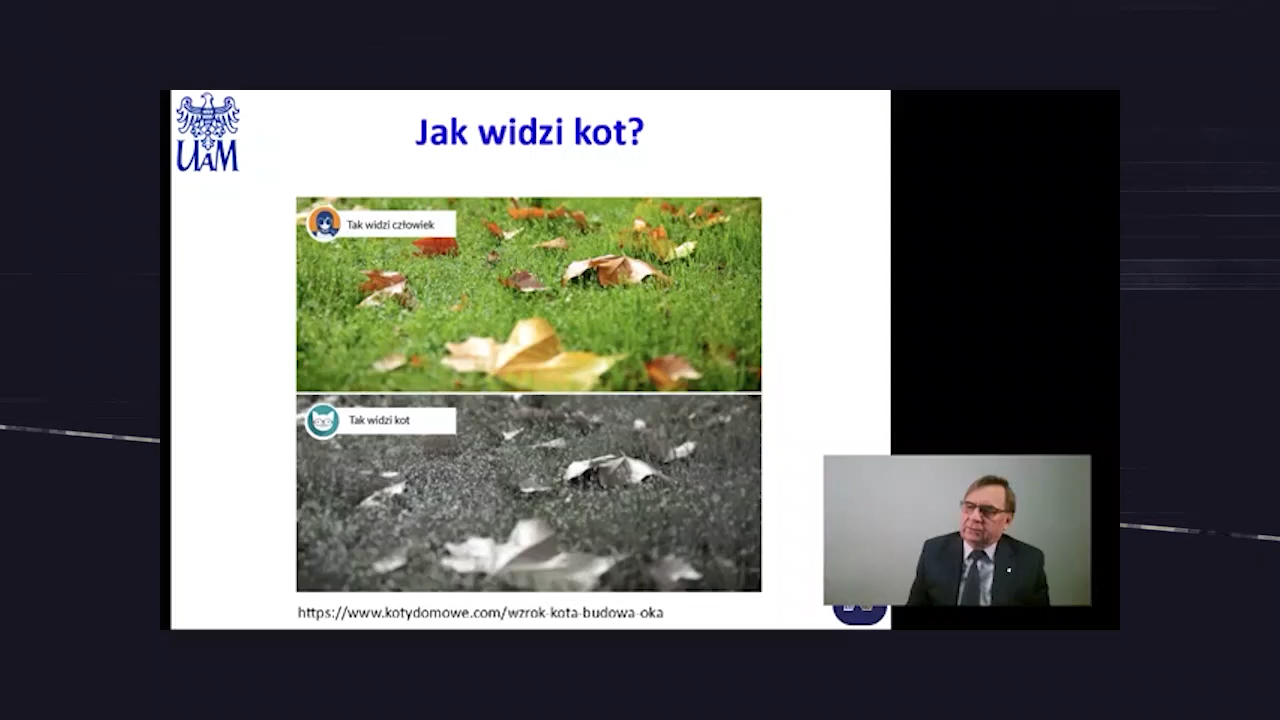 UAM
Jak widzi kot?
Tak widzi człowiek
Tak widzi kot
https://www.kotydomowe.com/wzrok-kota-budowa-oka